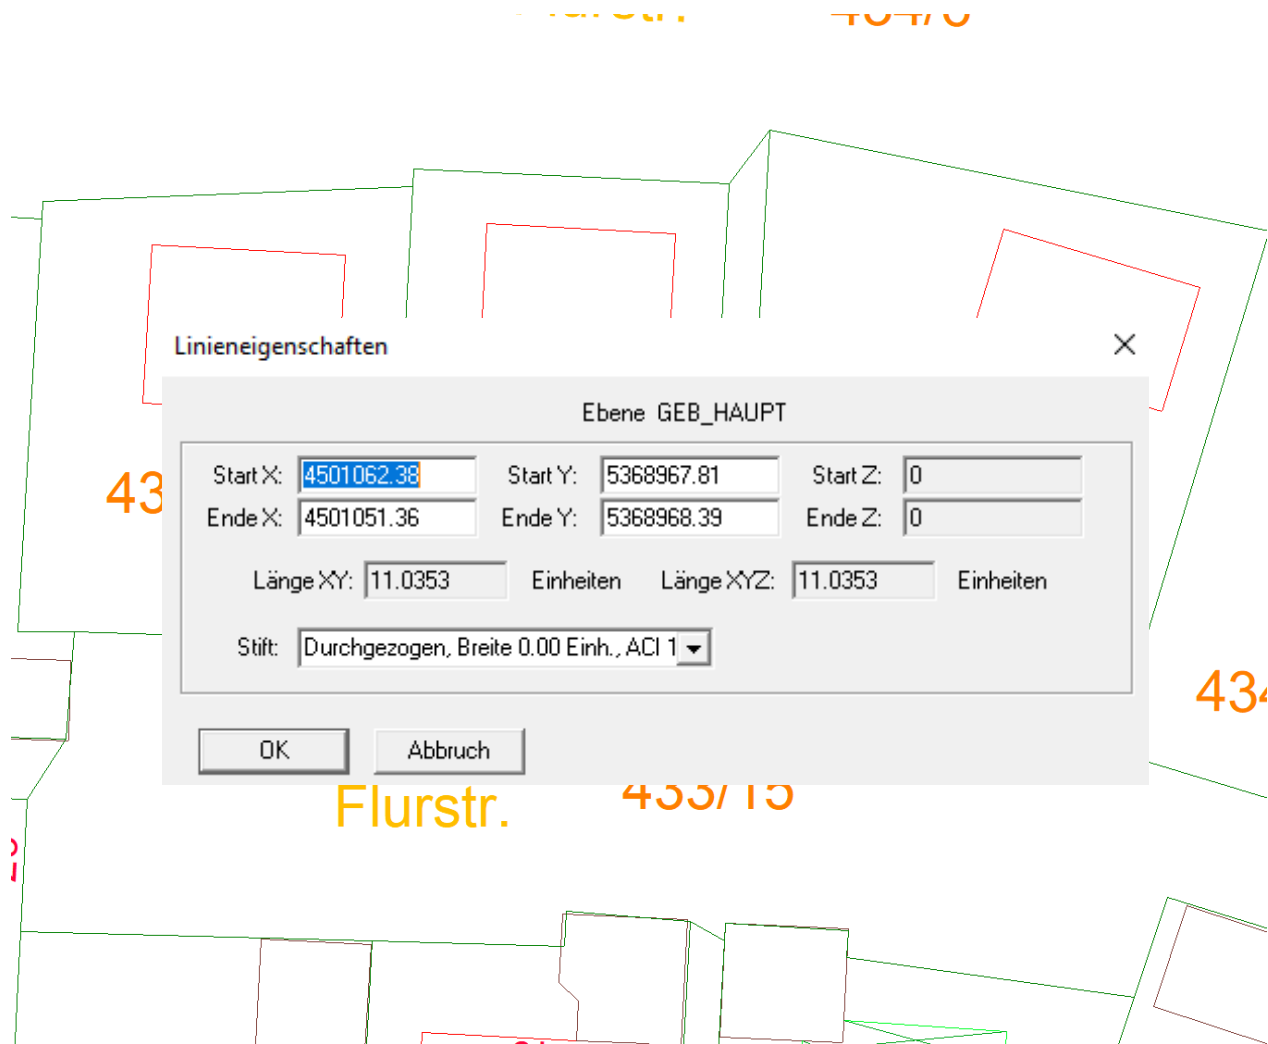 Linieneigenschaften
Ebene GEB_HAUPT
Start X: 4501062.38 Start Y: 5368967.81 Start Z: 0
Ende X: 4501051.36 Ende Y: 5368968.39 Ende Z: 0
Länge XY: 11.0353 Einheiten Länge XYZ: 11.0353 Einheiten
Stift: Durchgezogen, Breite 0.00 Einh., ACI 1
OK Abbruch
Flurstr. 433/15